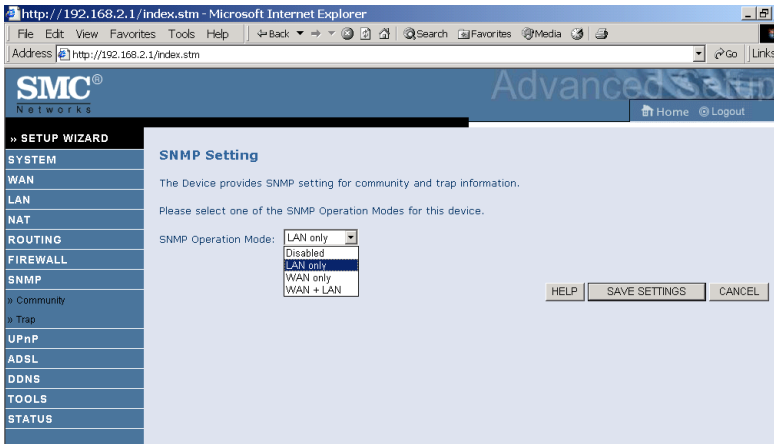 http://192.168.2.1/index.stm - Microsoft Internet Explorer
File Edit View Favorites Tools Help Back Search Favorites Media
Address http://192.168.2.1/index.stm Go Links
SMC®
Networks
Advanced Setup
Home Logout
» SETUP WIZARD
SYSTEM
WAN
LAN
NAT
ROUTING
FIREWALL
SNMP
» Community
» Trap
UPnP
ADSL
DDNS
TOOLS
STATUS
SNMP Setting
The Device provides SNMP setting for community and trap information.
Please select one of the SNMP Operation Modes for this device.
SNMP Operation Mode: LAN only
Disabled
LAN only
WAN only
WAN + LAN
HELP SAVE SETTINGS CANCEL